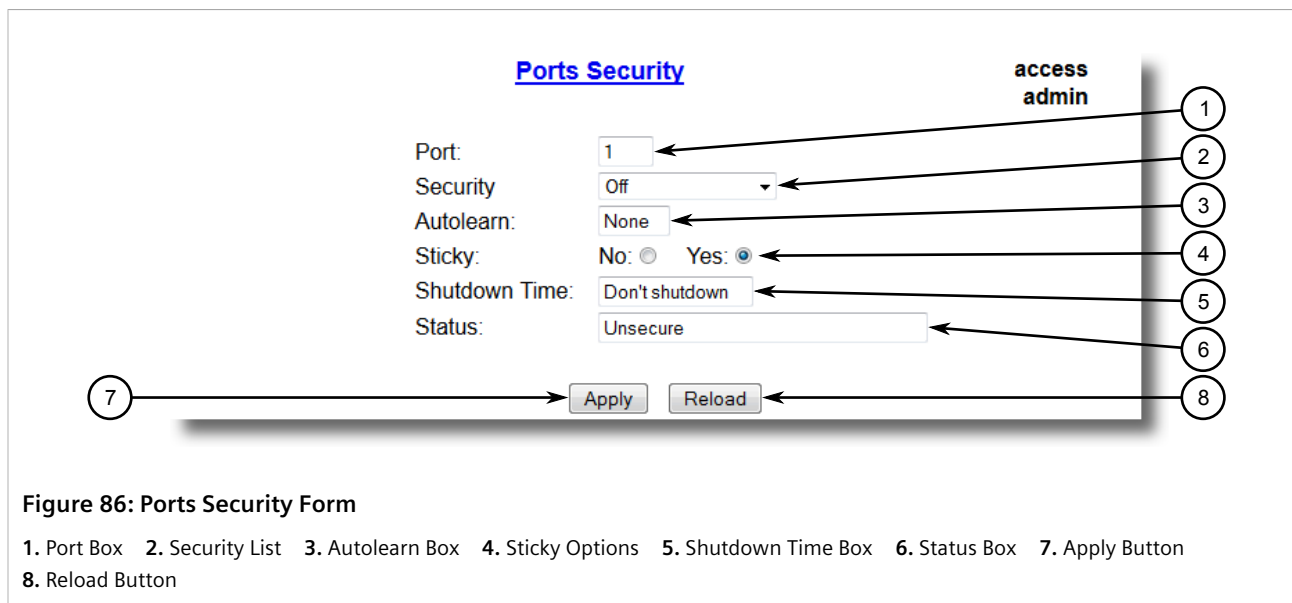 Ports Security
access
admin
1
Port: 1
2
Security Off
3
Autolearn: None
Sticky: No: Yes:
4
Shutdown Time: Don't shutdown
5
Status: Unsecure
6
7
Apply Reload
8
Figure 86: Ports Security Form
1. Port Box 2. Security List 3. Autolearn Box 4. Sticky Options 5. Shutdown Time Box 6. Status Box 7. Apply Button
8. Reload Button